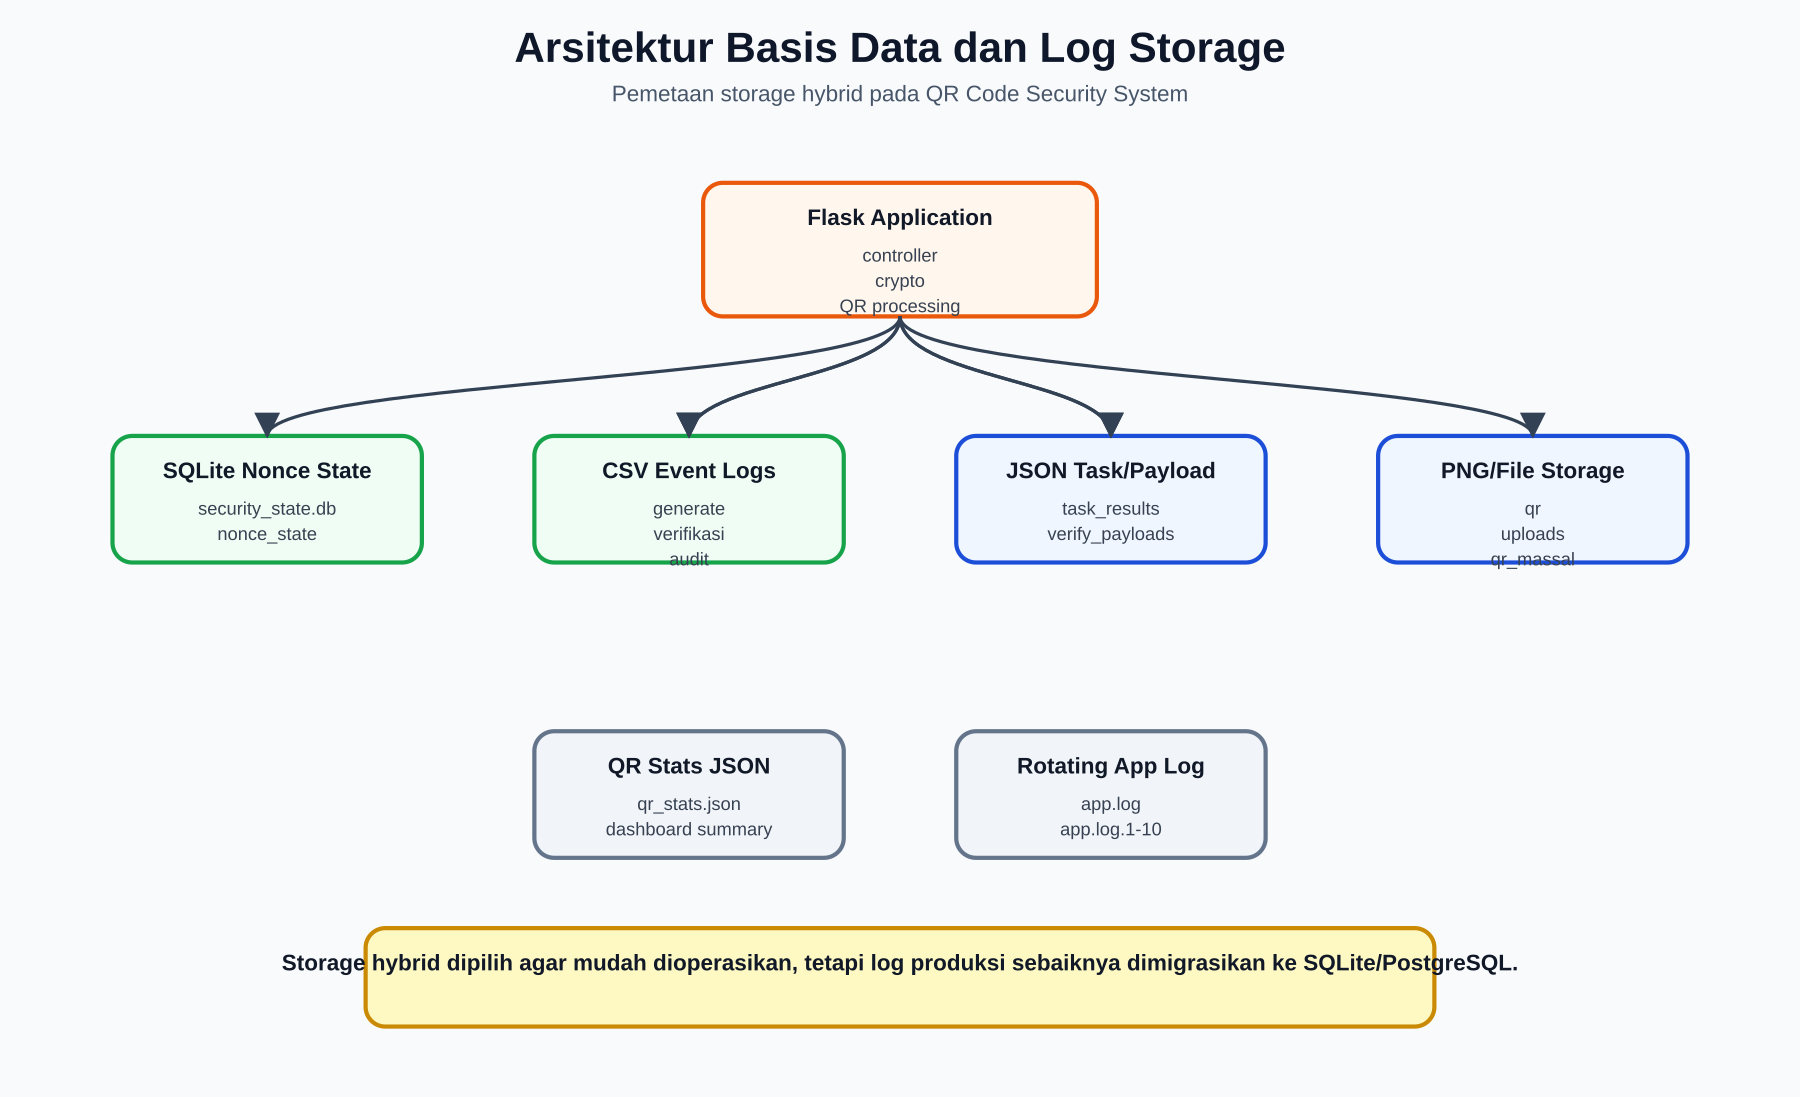 Arsitektur Basis Data dan Log Storage
Pemetaan storage hybrid pada QR Code Security System
Flask Application
controller
crypto
QR processing
SQLite Nonce State
security_state.db
nonce_state
CSV Event Logs
generate
verifikasi
audit
JSON Task/Payload
task_results
verify_payloads
PNG/File Storage
qr
uploads
qr_massal
QR Stats JSON
qr_stats.json
dashboard summary
Rotating App Log
app.log
app.log.1-10
Storage hybrid dipilih agar mudah dioperasikan, tetapi log produksi sebaiknya dimigrasikan ke SQLite/PostgreSQL.